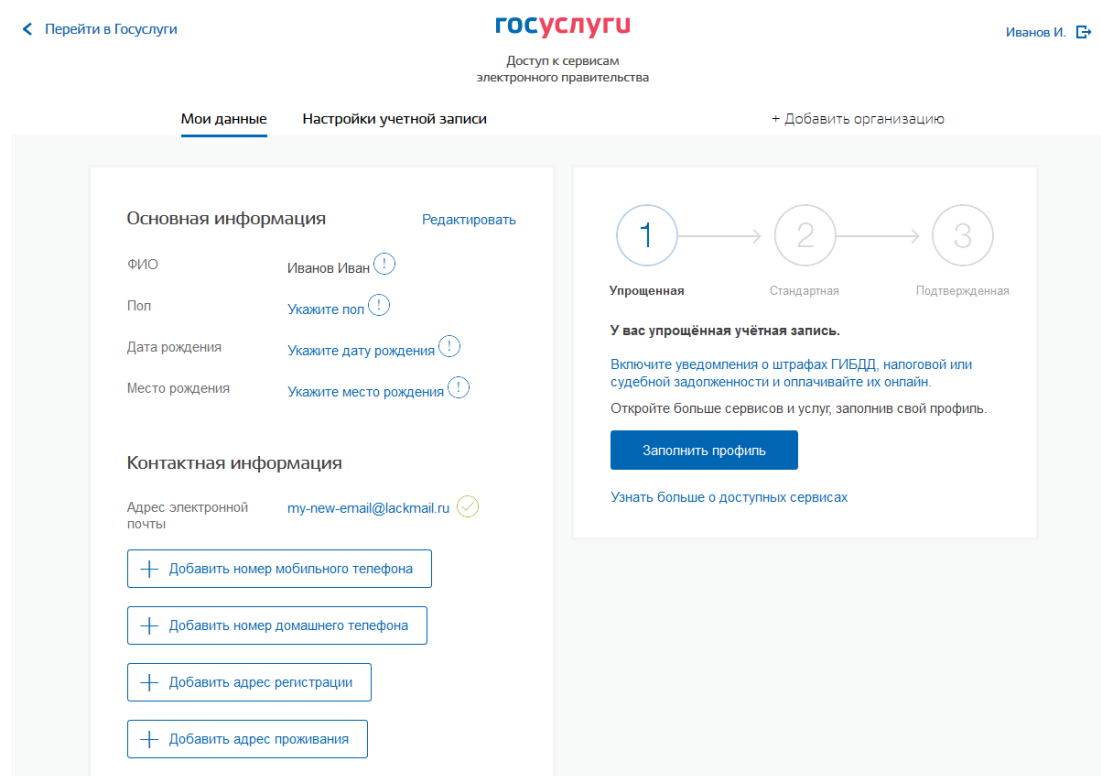 Перейти в Госуслуги
госуслуги
Доступ к сервисам
электронного правительства
Иванов И.
Мои данные
Настройки учетной записи
+ Добавить организацию
Основная информация
Редактировать
ФИО
Иванов Иван !
Пол
Укажите пол !
Дата рождения
Укажите дату рождения !
Место рождения
Укажите место рождения !
Контактная информация
Адрес электронной
почты
my-new-email@lackmail.ru
+ Добавить номер мобильного телефона
+ Добавить номер домашнего телефона
+ Добавить адрес регистрации
+ Добавить адрес проживания
1
2
3
Упрощенная
Стандартная
Подтвержденная
У вас упрощённая учётная запись.
Включите уведомления о штрафах ГИБДД, налоговой или
судебной задолженности и оплачивайте их онлайн.
Откройте больше сервисов и услуг, заполнив свой профиль.
Заполнить профиль
Узнать больше о доступных сервисах